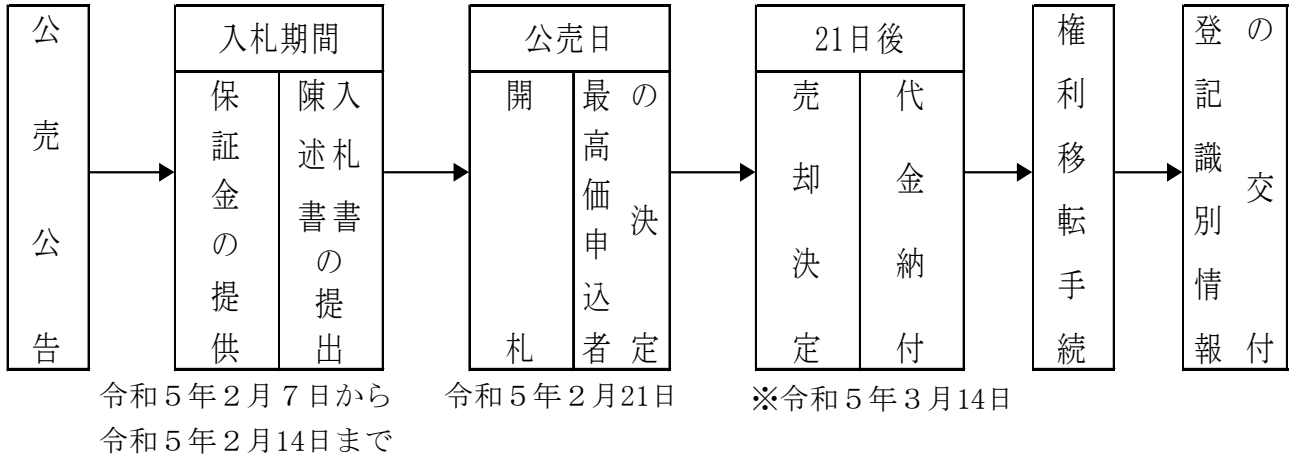 公売公告
入札期間
保証金の提供
入札書の提出
陳述書
公売日
開札
最高価申込者
の決定
21日後
売却決定
代金納付
権利移転手続
登記識別情報
の交付
令和５年２月７日から
令和５年２月14日まで
令和５年２月21日
※令和５年３月14日